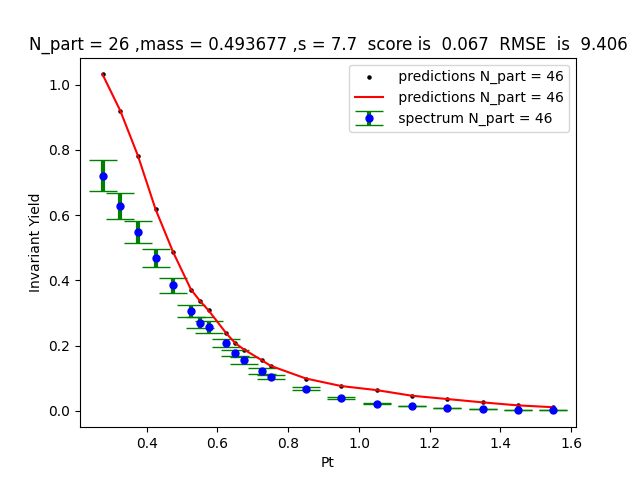 N_part = 26 ,mass = 0.493677 ,s = 7.7  score is  0.067  RMSE  is  9.406
predictions N_part = 46
predictions N_part = 46
spectrum N_part = 46
1.0
0.8
0.6
0.4
0.2
0.0
Invariant Yield
0.4
0.6
0.8
1.0
1.2
1.4
1.6
Pt